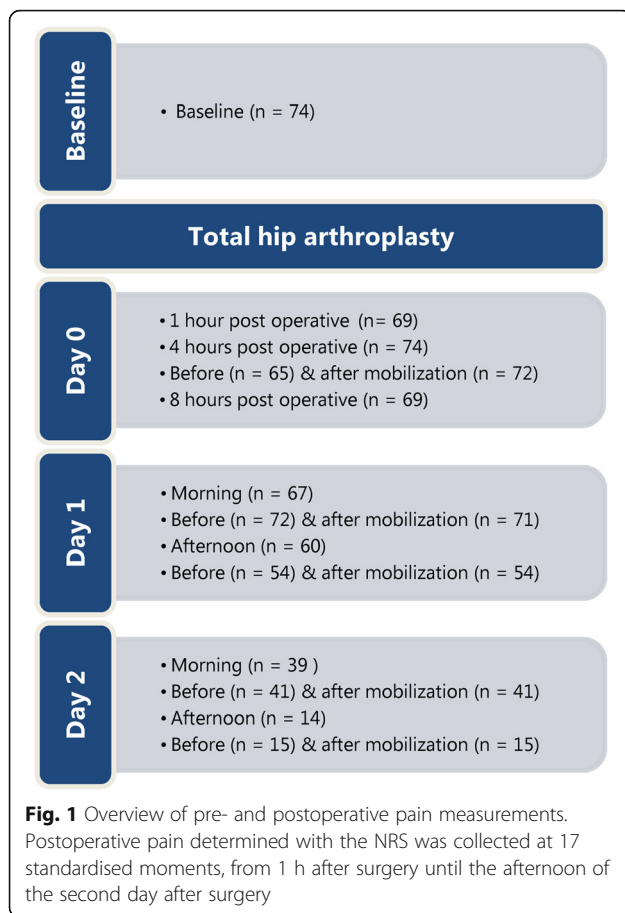 Baseline
• Baseline (n = 74)
Total hip arthroplasty
Day 0
• 1 hour post operative (n= 69)
• 4 hours post operative (n = 74)
• Before (n = 65) & after mobilization (n = 72)
• 8 hours post operative (n = 69)
Day 1
• Morning (n = 67)
• Before (n = 72) & after mobilization (n = 71)
• Afternoon (n = 60)
• Before (n = 54) & after mobilization (n = 54)
Day 2
• Morning (n = 39 )
• Before (n = 41) & after mobilization (n = 41)
• Afternoon (n = 14)
• Before (n = 15) & after mobilization (n = 15)
Fig. 1 Overview of pre- and postoperative pain measurements.
Postoperative pain determined with the NRS was collected at 17
standardised moments, from 1 h after surgery until the afternoon of
the second day after surgery